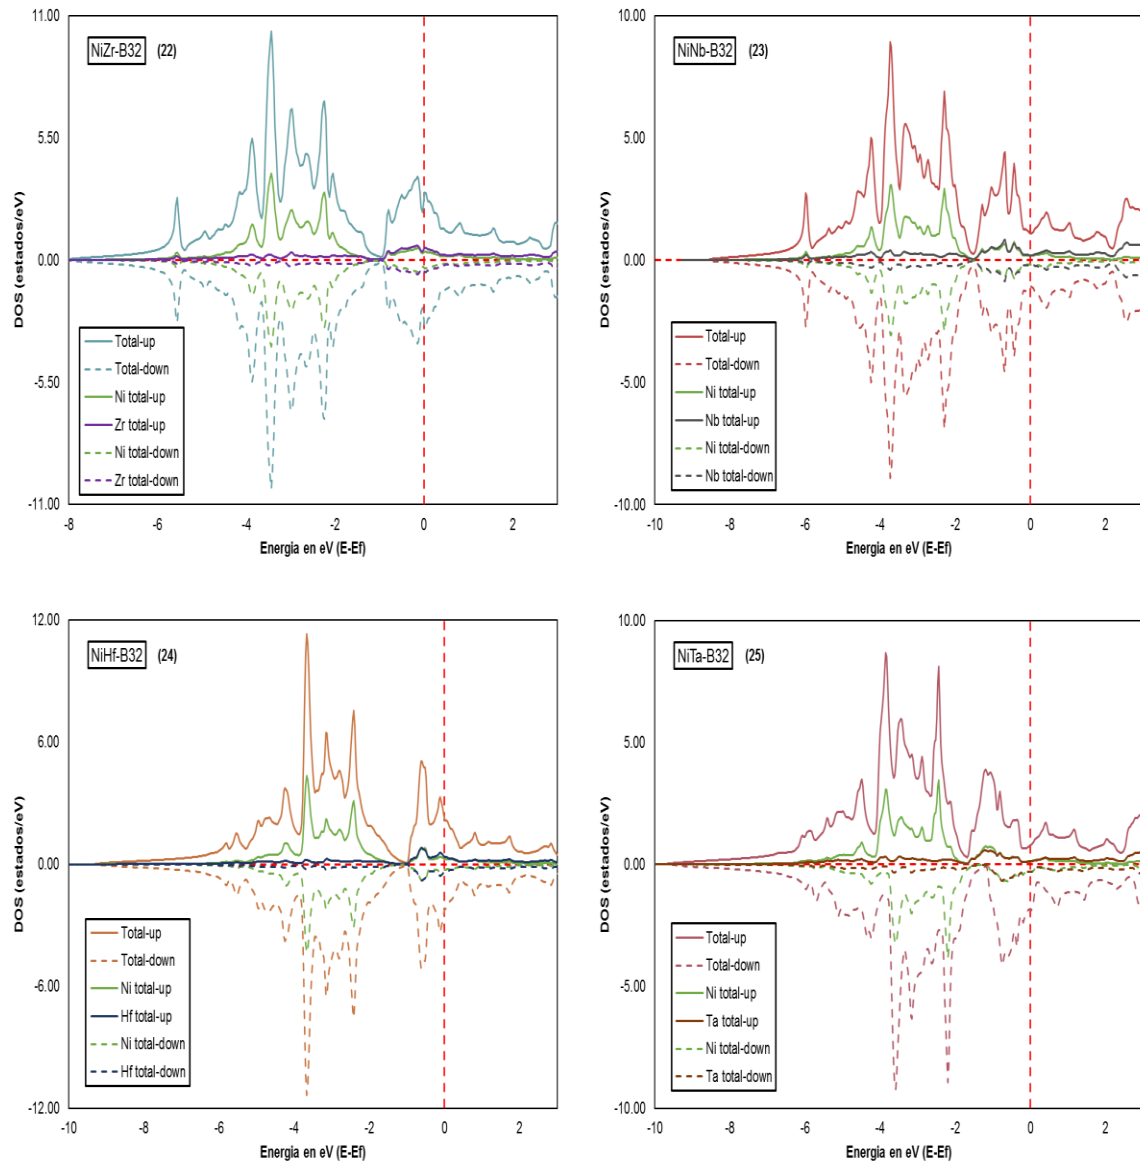 NiZr-B32 (22)
DOS (estados/eV)
11.00
5.50
0.00
-5.50
-11.00
Total-up
Total-down
Ni total-up
Zr total-up
Ni total-down
Zr total-down
-8 -6 -4 -2 0 2
Energia en eV (E-Ef)
NiNb-B32 (23)
DOS (estados/eV)
10.00
5.00
0.00
-5.00
-10.00
Total-up
Total-down
Ni total-up
Nb total-up
Ni total-down
Nb total-down
-10 -8 -6 -4 -2 0 2
Energia en eV (E-Ef)
NiHf-B32 (24)
DOS (estados/eV)
12.00
6.00
0.00
-6.00
-12.00
Total-up
Total-down
Ni total-up
Hf total-up
Ni total-down
Hf total-down
-10 -8 -6 -4 -2 0 2
Energia en eV (E-Ef)
NiTa-B32 (25)
DOS (estados/eV)
10.00
5.00
0.00
-5.00
-10.00
Total-up
Total-down
Ni total-up
Ta total-up
Ni total-down
Ta total-down
-10 -8 -6 -4 -2 0 2
Energia en eV (E-Ef)